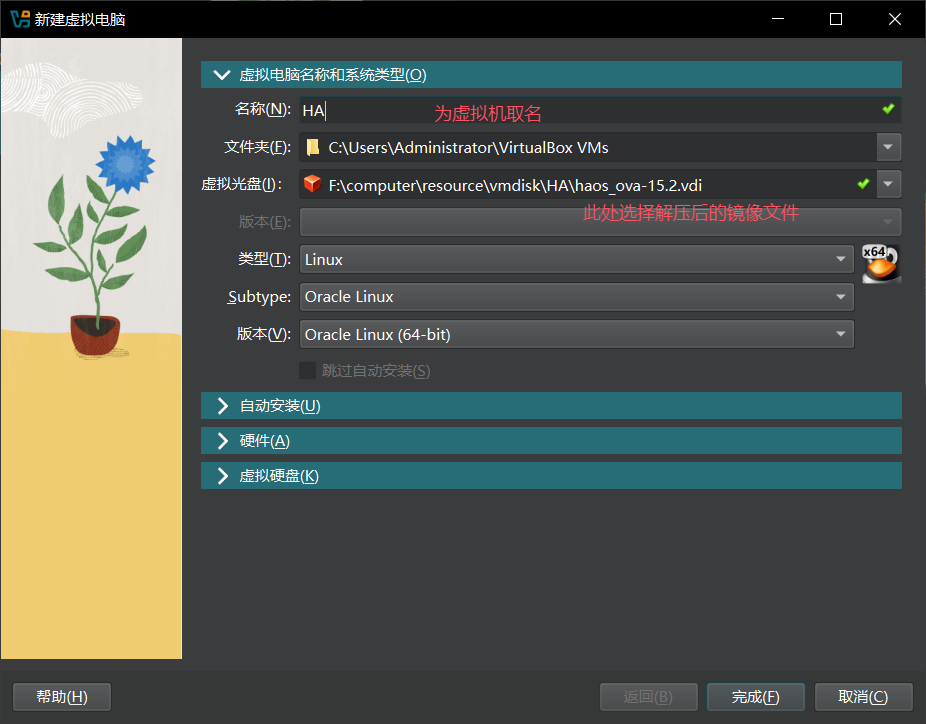 新建虚拟电脑
虚拟电脑名称和系统类型(O)
名称(N): HA 为虚拟机取名
文件夹(F): C:\Users\Administrator\VirtualBox VMs
虚拟光盘(I): F:\computer\resource\vmdisk\HA\haos_ova-15.2.vdi
此处选择解压后的镜像文件
版本(E):
类型(T): Linux x64
Subtype: Oracle Linux
版本(V): Oracle Linux (64-bit)
跳过自动安装(S)
自动安装(U)
硬件(A)
虚拟硬盘(K)
帮助(H) 返回(B) 完成(F) 取消(C)